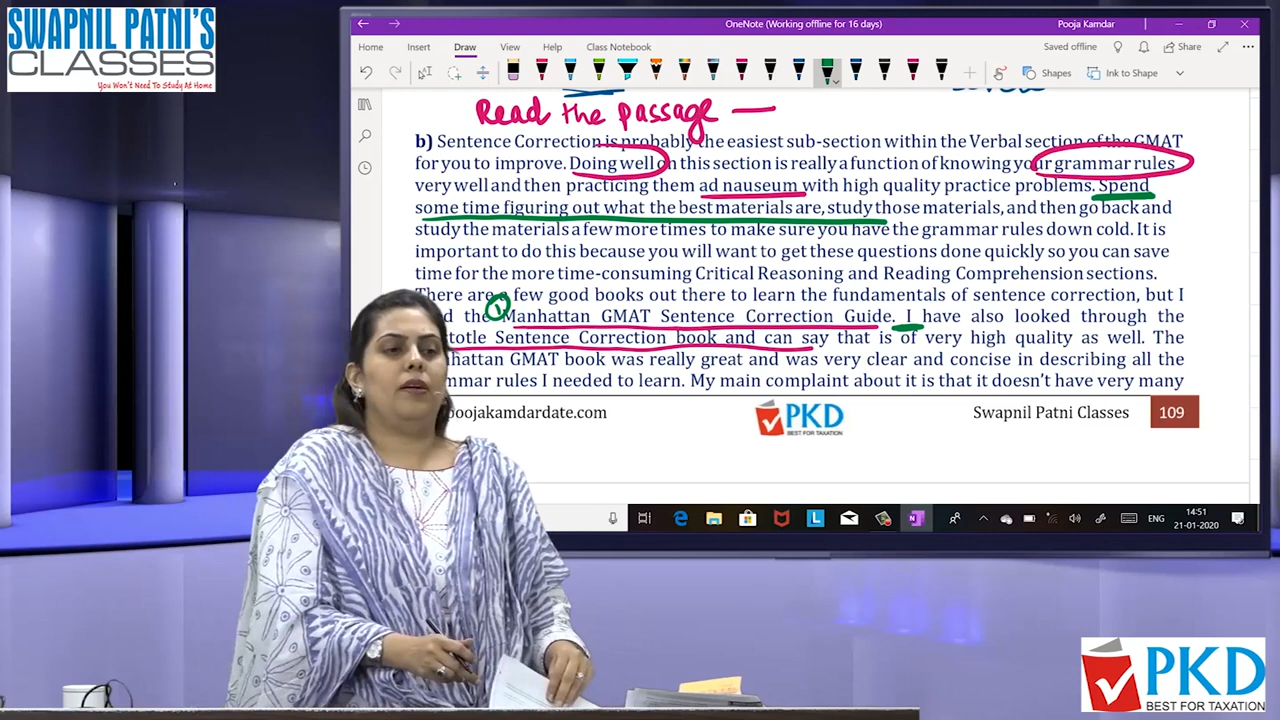 SWAPNIL PATNI'S
CLASSES
You Won't Need To Study At Home
OneNote (Working offline for 16 days)
Pooja Kamdar
Home Insert Draw View Help Class Notebook
Saved offline
Share
Shapes
Ink to Shape
Read the passage —
b) Sentence Correction is probably the easiest sub-section within the Verbal section of the GMAT
for you to improve. Doing well on this section is really a function of knowing your grammar rules
very well and then practicing them ad nauseum with high quality practice problems. Spend
some time figuring out what the best materials are, study those materials, and then go back and
study the materials a few more times to make sure you have the grammar rules down cold. It is
important to do this because you will want to get these questions done quickly so you can save
time for the more time-consuming Critical Reasoning and Reading Comprehension sections.
There are a few good books out there to learn the fundamentals of sentence correction, but I
1
the Manhattan GMAT Sentence Correction Guide. I have also looked through the
Sentence Correction book and can say that is of very high quality as well. The
GMAT book was really great and was very clear and concise in describing all the
rules I needed to learn. My main complaint about it is that it doesn't have very many
poojakamdardate.com
PKD
BEST FOR TAXATION
Swapnil Patni Classes
109
ENG
14:51
21-01-2020
PKD
BEST FOR TAXATION